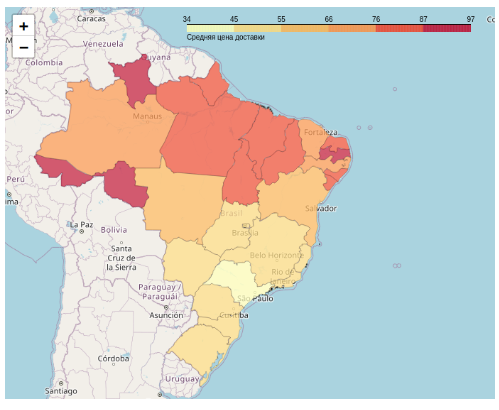 +
−
34 45 55 66 76 87 97
Средняя цена доставки
Co
Caracas
Venezuela
Guyana
Colombia
Manaus
Fortaleza
Perú
Brasil
Salvador
La Paz
Bolivia
Brasília
Santa
Cruz de
la Sierra
Belo Horizonte
Rio de
Janeiro
Paraguay /
Paraguái
São Paulo
Asunción
Curitiba
Córdoba
Uruguay
Santiago